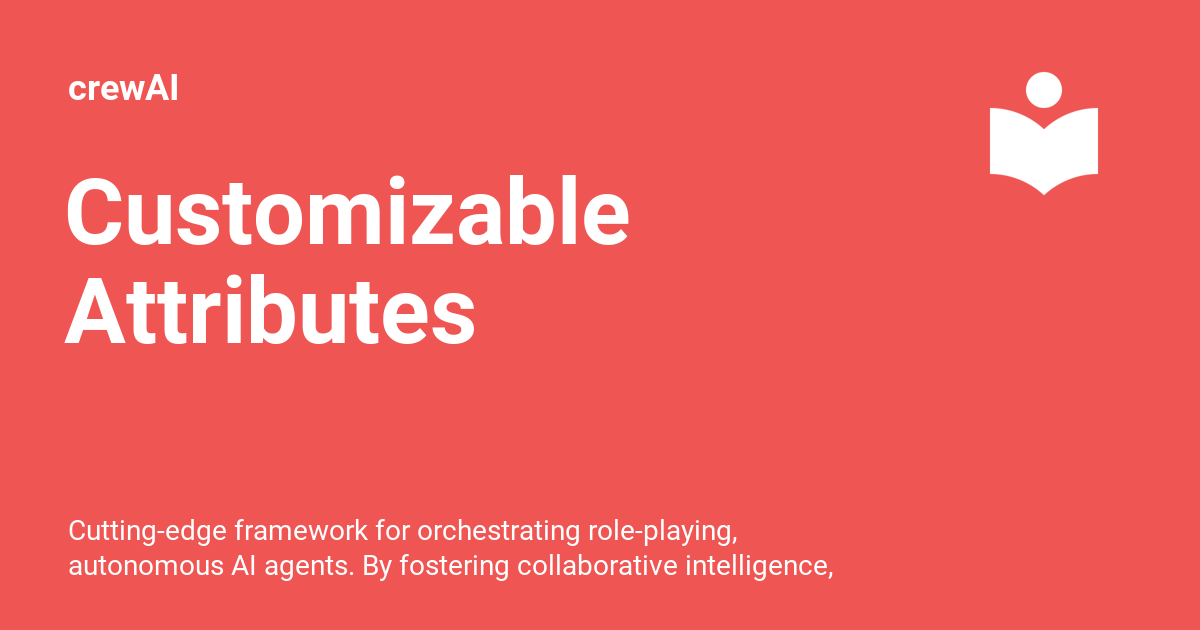 crewAI
Customizable
Attributes
Cutting-edge framework for orchestrating role-playing,
autonomous AI agents. By fostering collaborative intelligence,